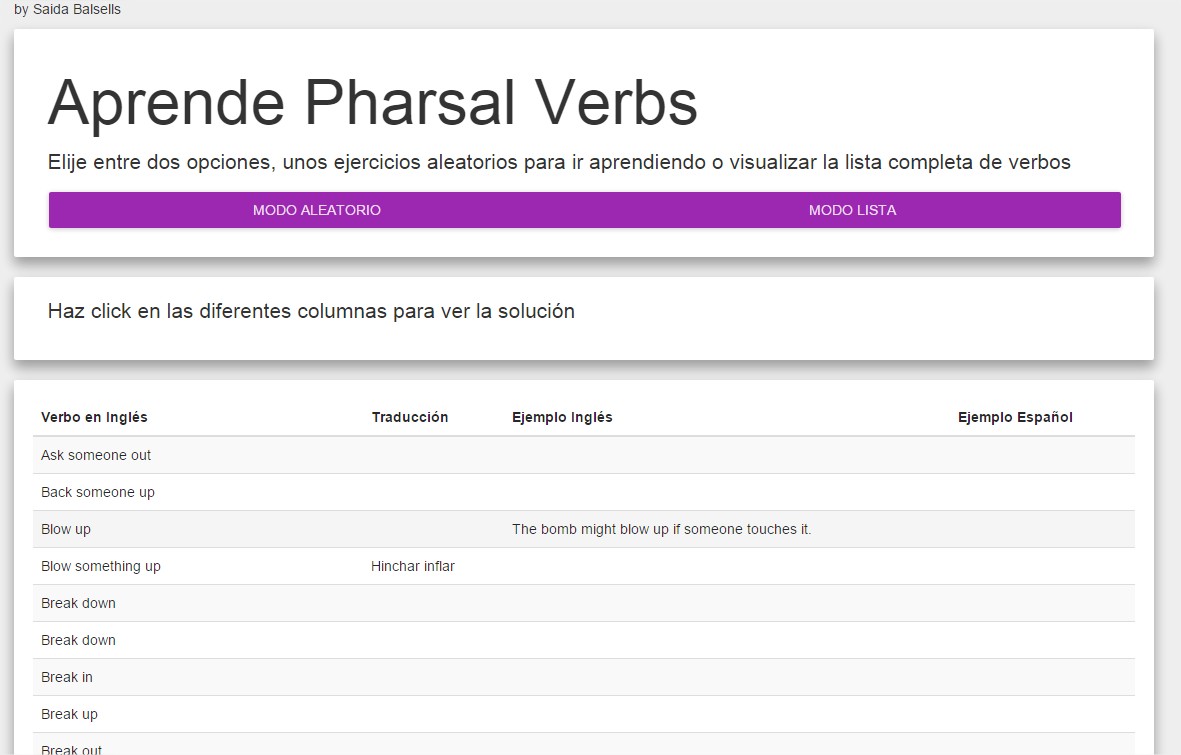 by Saida Balsells
Aprende Pharsal Verbs
Elije entre dos opciones, unos ejercicios aleatorios para ir aprendiendo o visualizar la lista completa de verbos
MODO ALEATORIO MODO LISTA
Haz click en las diferentes columnas para ver la solución
Verbo en Inglés Traducción Ejemplo Inglés Ejemplo Español
Ask someone out
Back someone up
Blow up The bomb might blow up if someone touches it.
Blow something up Hinchar inflar
Break down
Break down
Break in
Break up
Break out